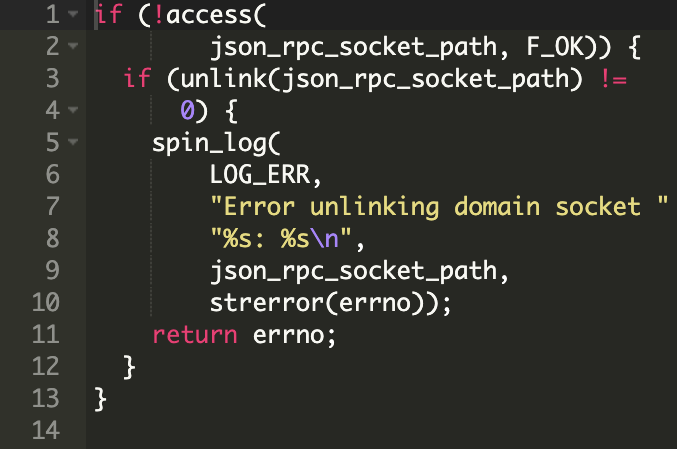 1 if (!access(
2 json_rpc_socket_path, F_OK)) {
3 if (unlink(json_rpc_socket_path) !=
4 0) {
5 spin_log(
6 LOG_ERR,
7 "Error unlinking domain socket "
8 "%s: %s\n",
9 json_rpc_socket_path,
10 strerror(errno));
11 return errno;
12 }
13 }
14